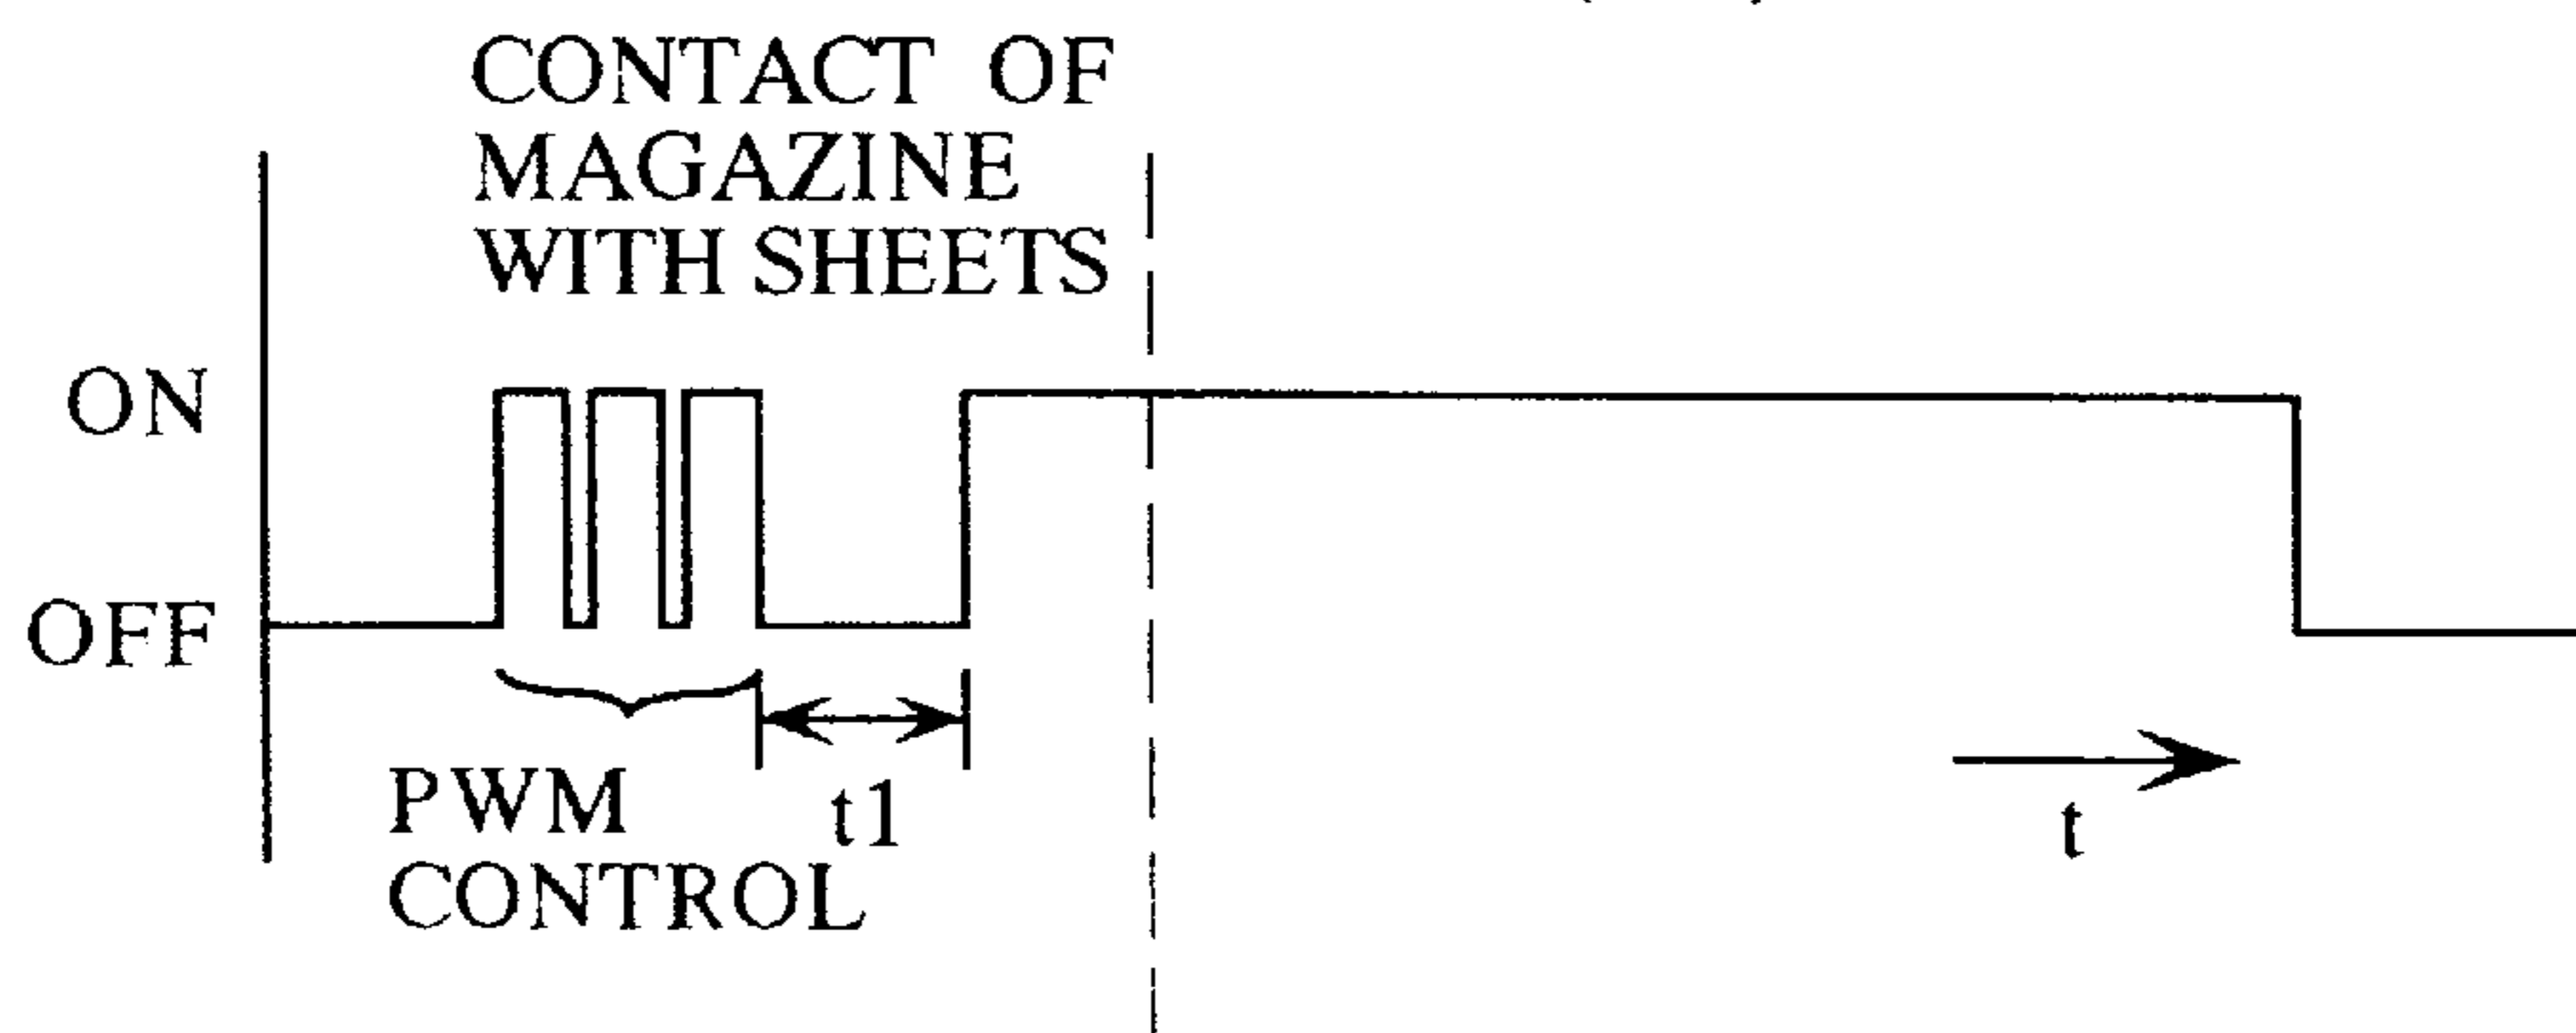 CONTACT OF
MAGAZINE
WITH SHEETS
ON
OFF
PWM
CONTROL
t1
t